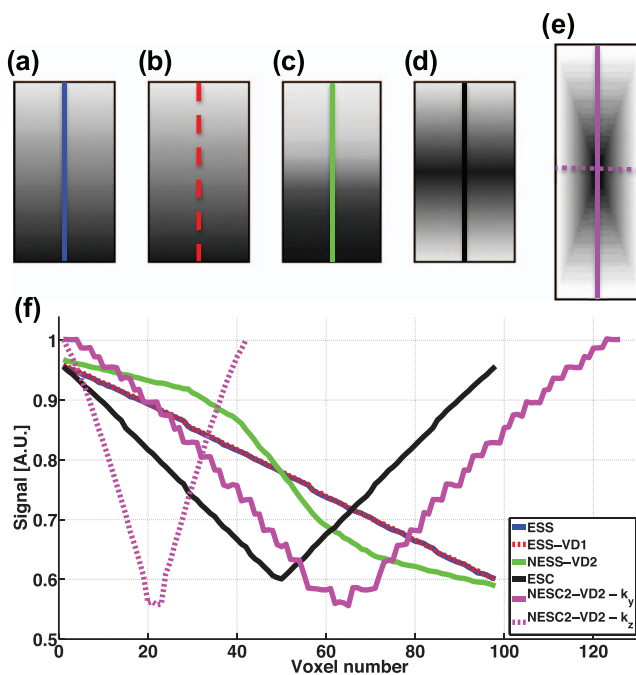 (a)
(b)
(c)
(d)
(e)
(f)
1
0.9
0.8
0.7
0.6
0.5
Signal [A.U.]
0
20
40
60
80
100
120
Voxel number
ESS
ESS–VD1
NESS–VD2
ESC
NESC2–VD2 – ky
NESC2–VD2 – kz